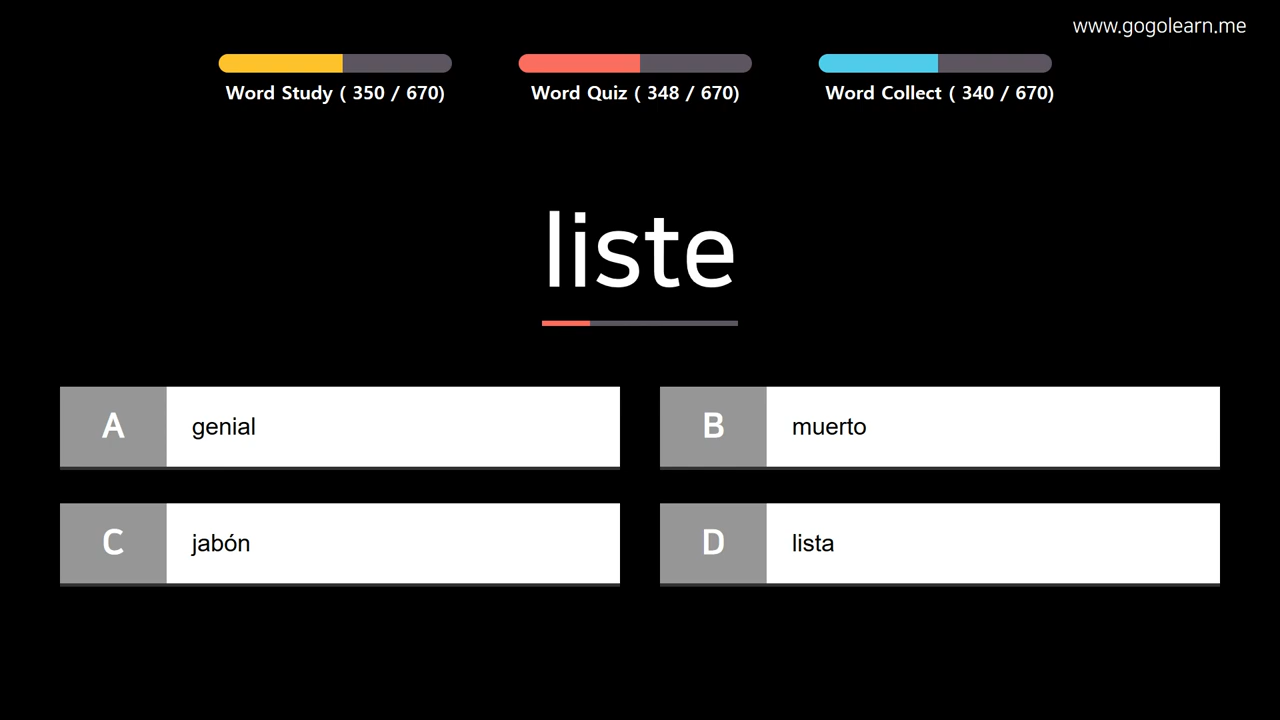 www.gogolearn.me
Word Study ( 350 / 670)
Word Quiz ( 348 / 670)
Word Collect ( 340 / 670)
liste
A genial
B muerto
C jabón
D lista